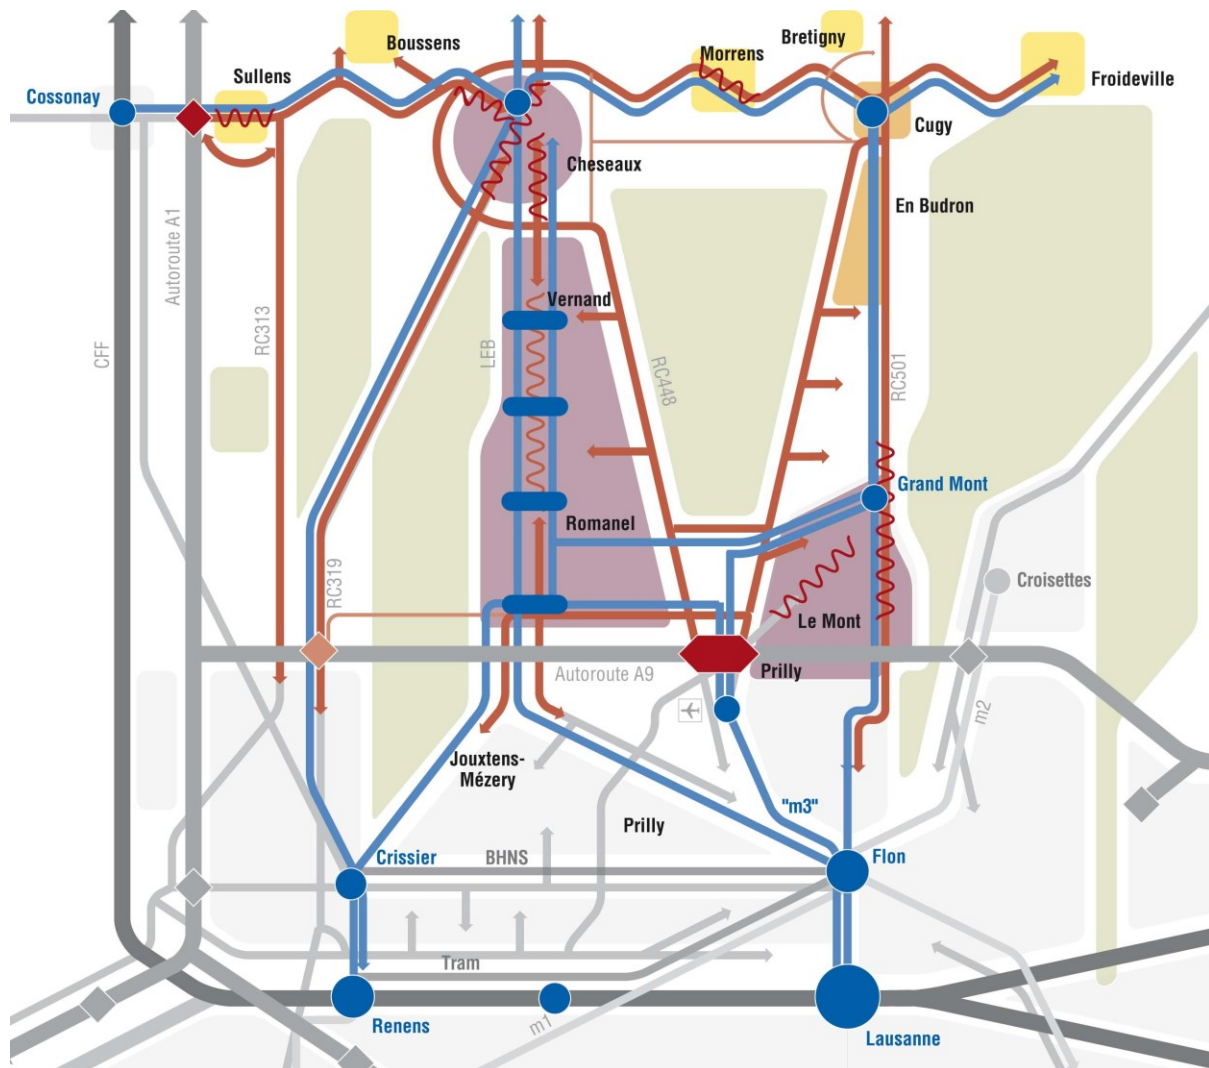 Bretigny
Boussens
Morrens
Sullens
Froideville
Cossonay
Cugy
Cheseaux
En Budron
Autoroute A1
Vernand
RC313
CFF
LEB
RC448
RC501
Grand Mont
Romanel
RC319
Croisettes
Le Mont
Autoroute A9
Prilly
m2
Jouxtens-
Mézery
"m3"
Prilly
Crissier
BHNS
Flon
Tram
m1
Renens
Lausanne